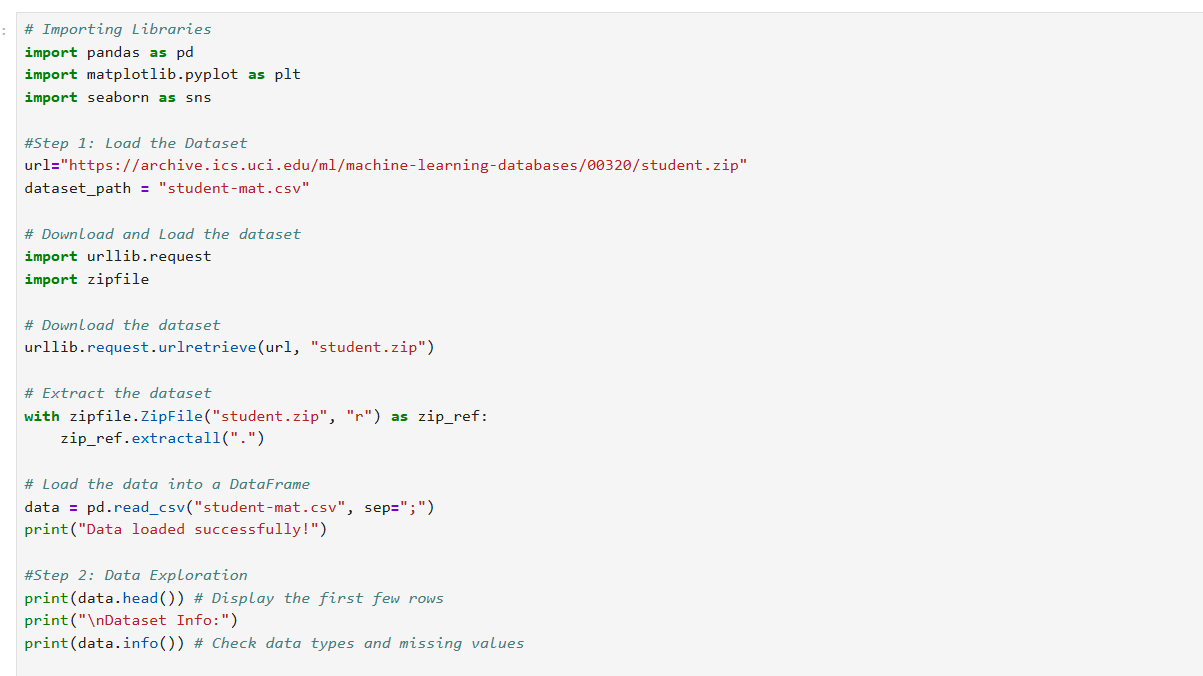 # Importing Libraries
import pandas as pd
import matplotlib.pyplot as plt
import seaborn as sns
#Step 1: Load the Dataset
url="https://archive.ics.uci.edu/ml/machine-learning-databases/00320/student.zip"
dataset_path = "student-mat.csv"
# Download and Load the dataset
import urllib.request
import zipfile
# Download the dataset
urllib.request.urlretrieve(url, "student.zip")
# Extract the dataset
with zipfile.ZipFile("student.zip", "r") as zip_ref:
    zip_ref.extractall(".")
# Load the data into a DataFrame
data = pd.read_csv("student-mat.csv", sep=";")
print("Data loaded successfully!")
#Step 2: Data Exploration
print(data.head()) # Display the first few rows
print("\nDataset Info:")
print(data.info()) # Check data types and missing values